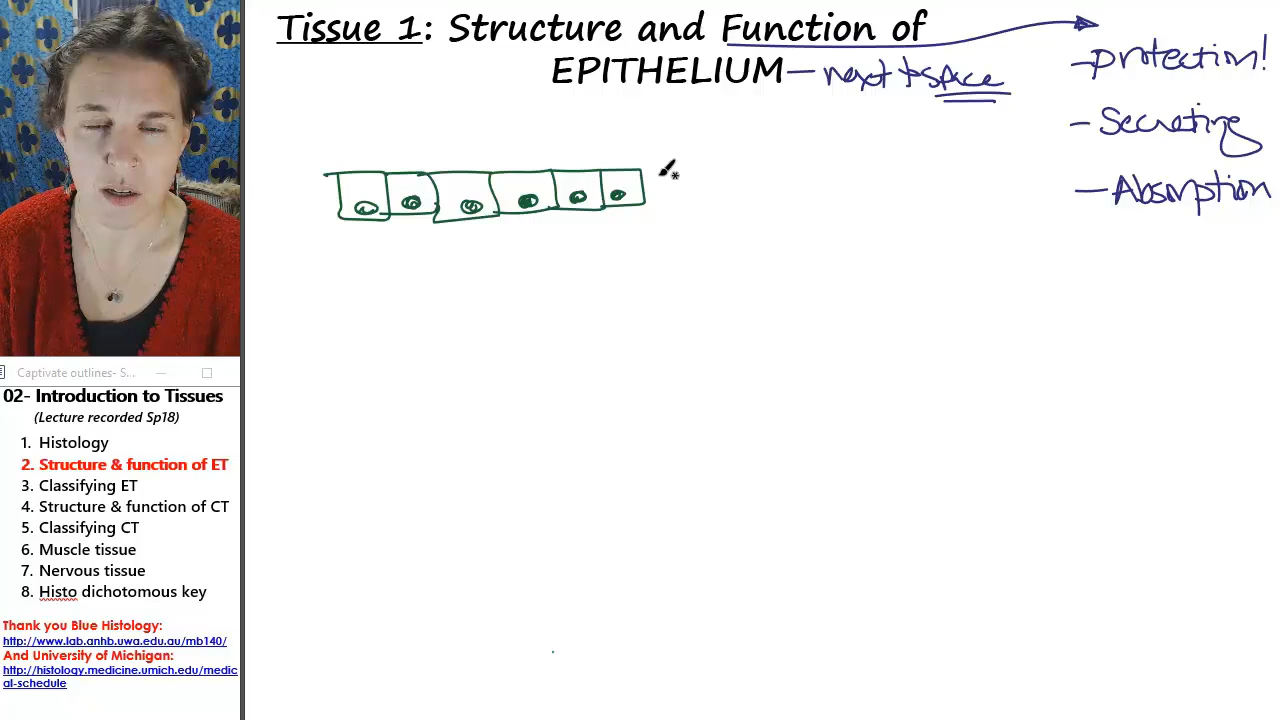 Tissue 1: Structure and Function of
EPITHELIUM – next to space
- protection!
- Secreting
- Absorption
Captivate outlines- S...
02- Introduction to Tissues
(Lecture recorded Sp18)
1. Histology
2. Structure & function of ET
3. Classifying ET
4. Structure & function of CT
5. Classifying CT
6. Muscle tissue
7. Nervous tissue
8. Histo dichotomous key
Thank you Blue Histology:
http://www.lab.anhb.uwa.edu.au/mb140/
And University of Michigan:
http://histology.medicine.umich.edu/medic
al-schedule